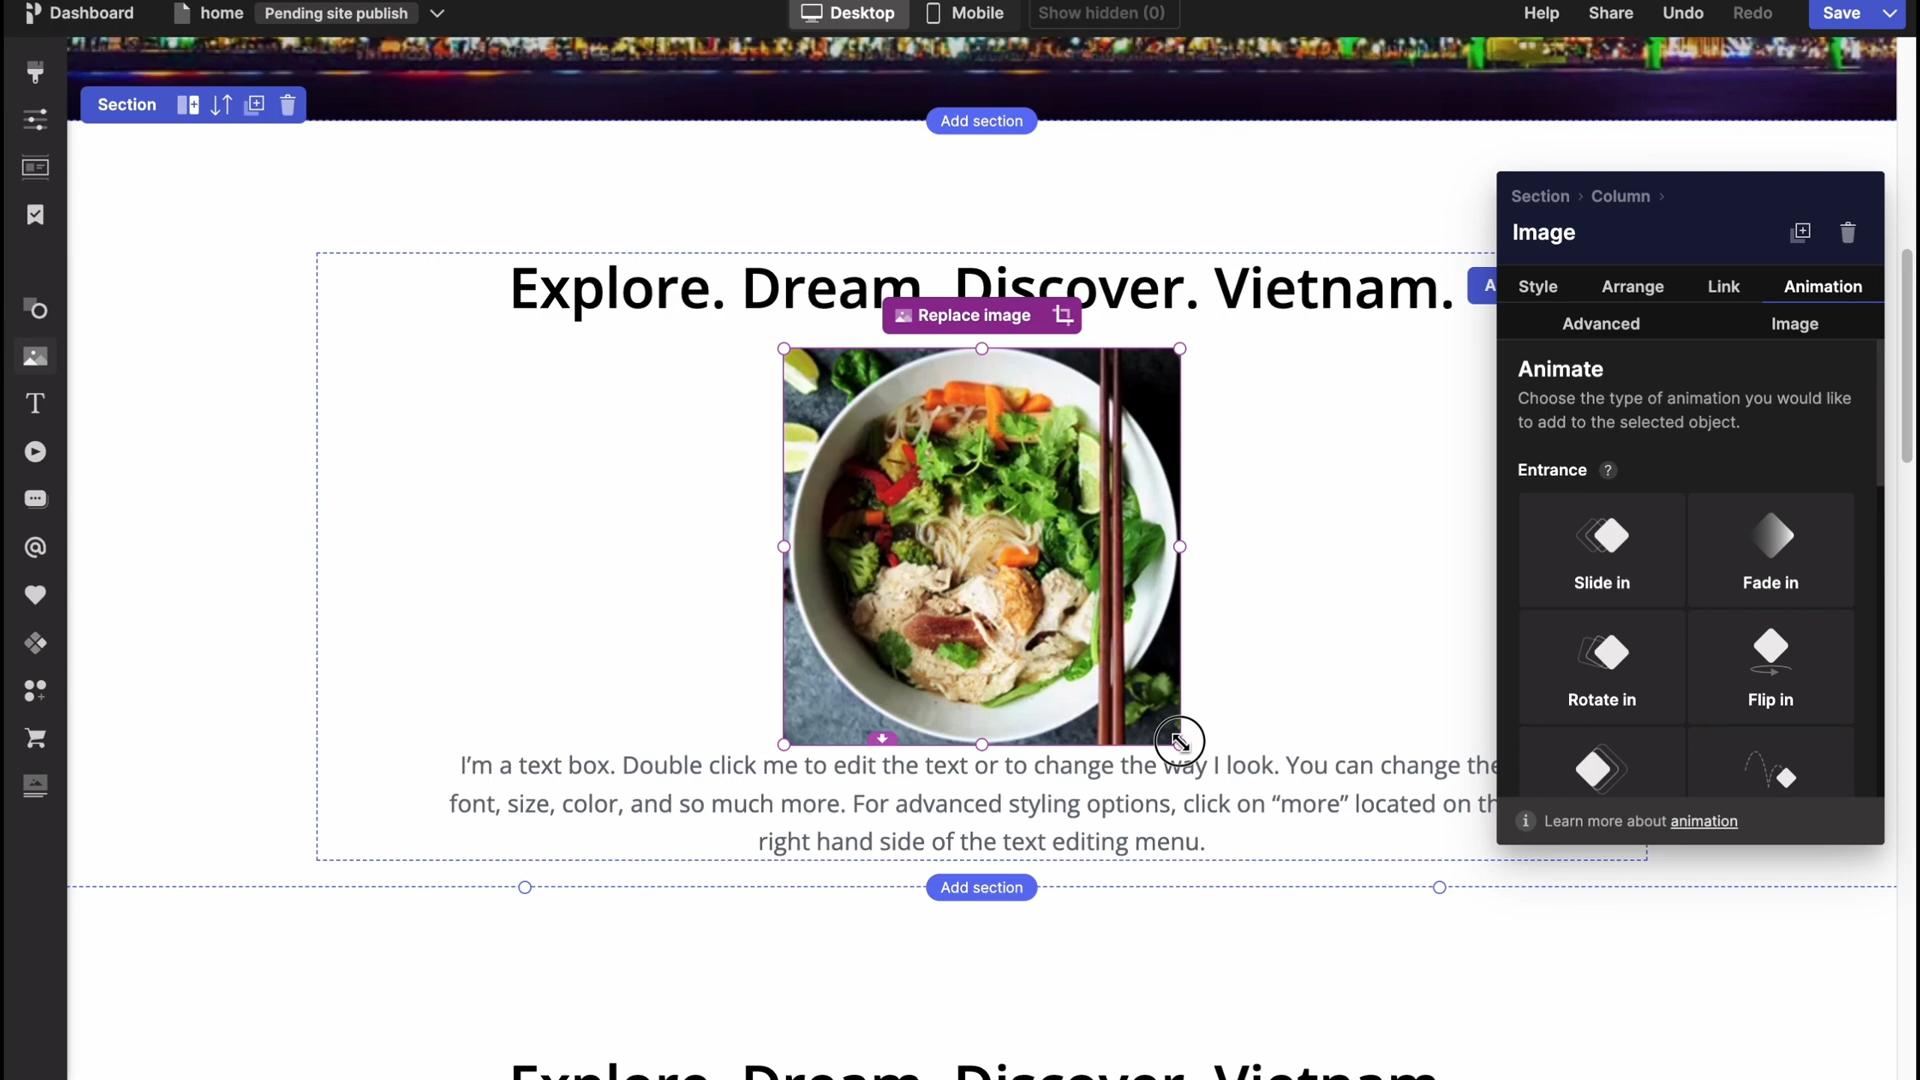 Dashboard home Pending site publish Desktop Mobile Show hidden (0) Help Share Undo Redo Save
Section
Add section
Section › Column ›
Image
Style Arrange Link Animation
Advanced Image
Explore. Dream. Discover. Vietnam.
Replace image
Animate
Choose the type of animation you would like
to add to the selected object.
Entrance ?
Slide in Fade in
Rotate in Flip in
I'm a text box. Double click me to edit the text or to change the way I look. You can change the
font, size, color, and so much more. For advanced styling options, click on “more” located on th
right hand side of the text editing menu.
Learn more about animation
Add section
Explore. Dream. Discover. Vietnam.